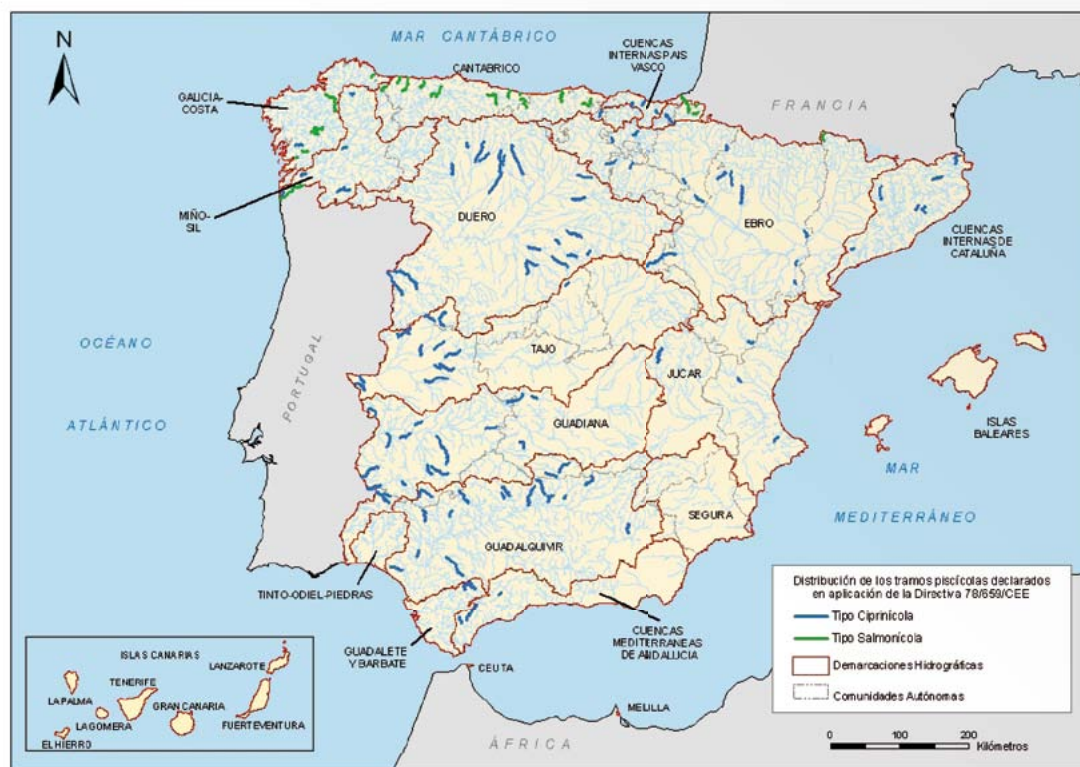 N
MAR CANTÁBRICO
CANTABRICO
CUENCAS
INTERNAS PAIS
VASCO
GALICIA-
COSTA
FRANCIA
MIÑO-
SIL
DUERO
EBRO
CUENCAS
INTERNAS DE
CATALUÑA
OCÉANO
ATLÁNTICO
PORTUGAL
TAJO
JUCAR
GUADIANA
ISLAS
BALEARES
MAR
MEDITERRÁNEO
SEGURA
GUADALQUIVIR
TINTO-ODIEL-PIEDRAS
GUADALETE
Y BARBATE
CUENCAS
MEDITERRANEAS
DE ANDALUCIA
CEUTA
MELILLA
ÁFRICA
ISLAS CANARIAS
LANZAROTE
TENERIFE
LA PALMA
GRAN CANARIA
LA GOMERA
FUERTEVENTURA
EL HIERRO
Distribución de los tramos piscícolas declarados
en aplicación de la Directiva 78/659/CEE
Tipo Ciprinícola
Tipo Salmonícola
Demarcaciones Hidrográficas
Comunidades Autónomas
0 100 200
Kilómetros